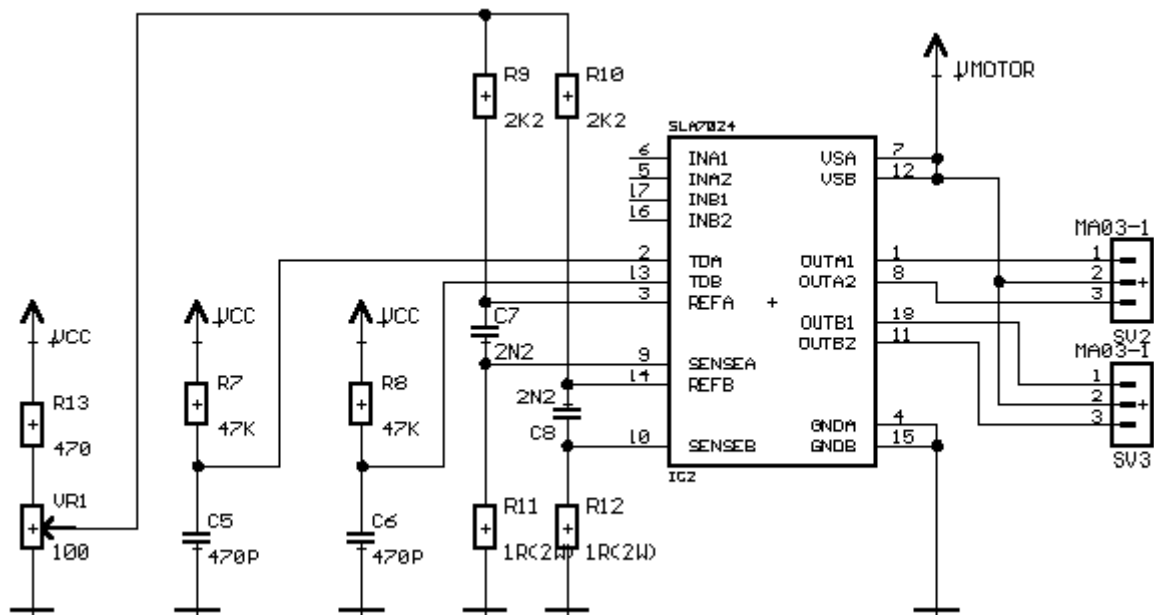 R9
R10
VMOTOR
2K2
2K2
SLA7024
6 INA1 VSA 7
5 INA2 VSB 12
17 INB1
16 INB2
MA03-1
2 TDA OUTA1 1 1
13 TDB OUTA2 8 2
3 REFA 3
C7
VCC
VCC
VCC
OUTB1 18
SV2
2N2
OUTB2 11
MA03-1
9 SENSEA
R7
R8
14 REFB
1
2N2
2
R13
47K
47K
C8
GNDA 4
3
470
10 SENSEB GNDB 15
SV3
IC2
VR1
C5
C6
R11
R12
100
470P
470P
1R(2W)
1R(2W)